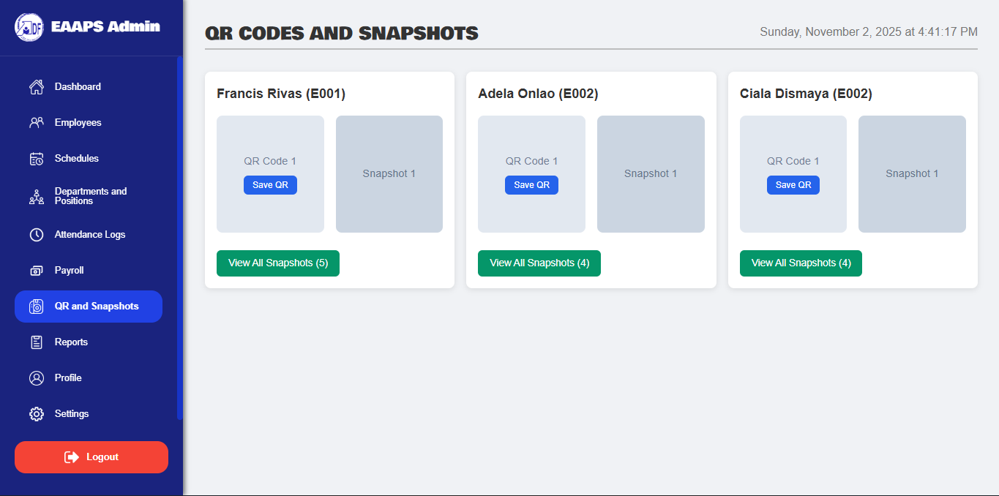 EAAPS Admin
Dashboard
Employees
Schedules
Departments and
Positions
Attendance Logs
Payroll
QR and Snapshots
Reports
Profile
Settings
Logout
QR CODES AND SNAPSHOTS
Sunday, November 2, 2025 at 4:41:17 PM
Francis Rivas (E001)
QR Code 1
Save QR
Snapshot 1
View All Snapshots (5)
Adela Onlao (E002)
QR Code 1
Save QR
Snapshot 1
View All Snapshots (4)
Ciala Dismaya (E002)
QR Code 1
Save QR
Snapshot 1
View All Snapshots (4)